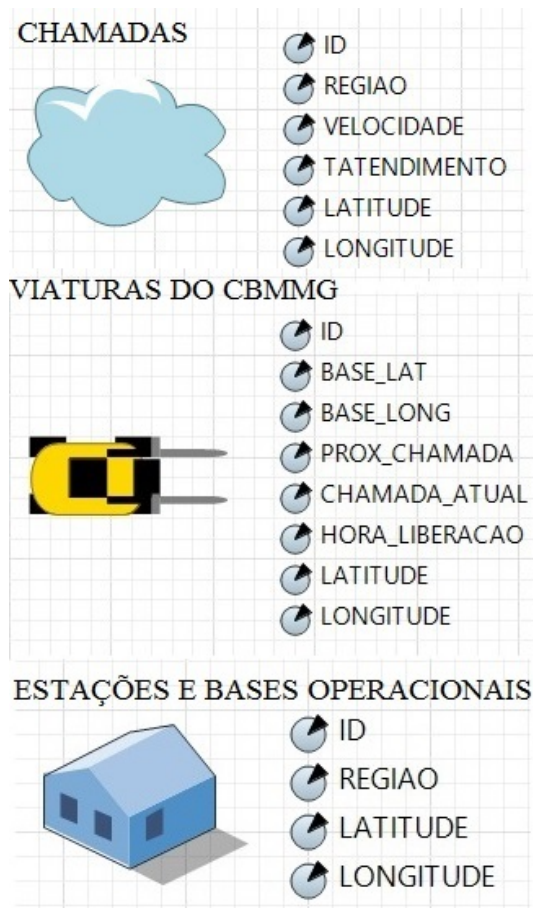 CHAMADAS
ID
REGIAO
VELOCIDADE
TATENDIMENTO
LATITUDE
LONGITUDE
VIATURAS DO CBMMG
ID
BASE_LAT
BASE_LONG
PROX_CHAMADA
CHAMADA_ATUAL
HORA_LIBERACAO
LATITUDE
LONGITUDE
ESTAÇÕES E BASES OPERACIONAIS
ID
REGIAO
LATITUDE
LONGITUDE